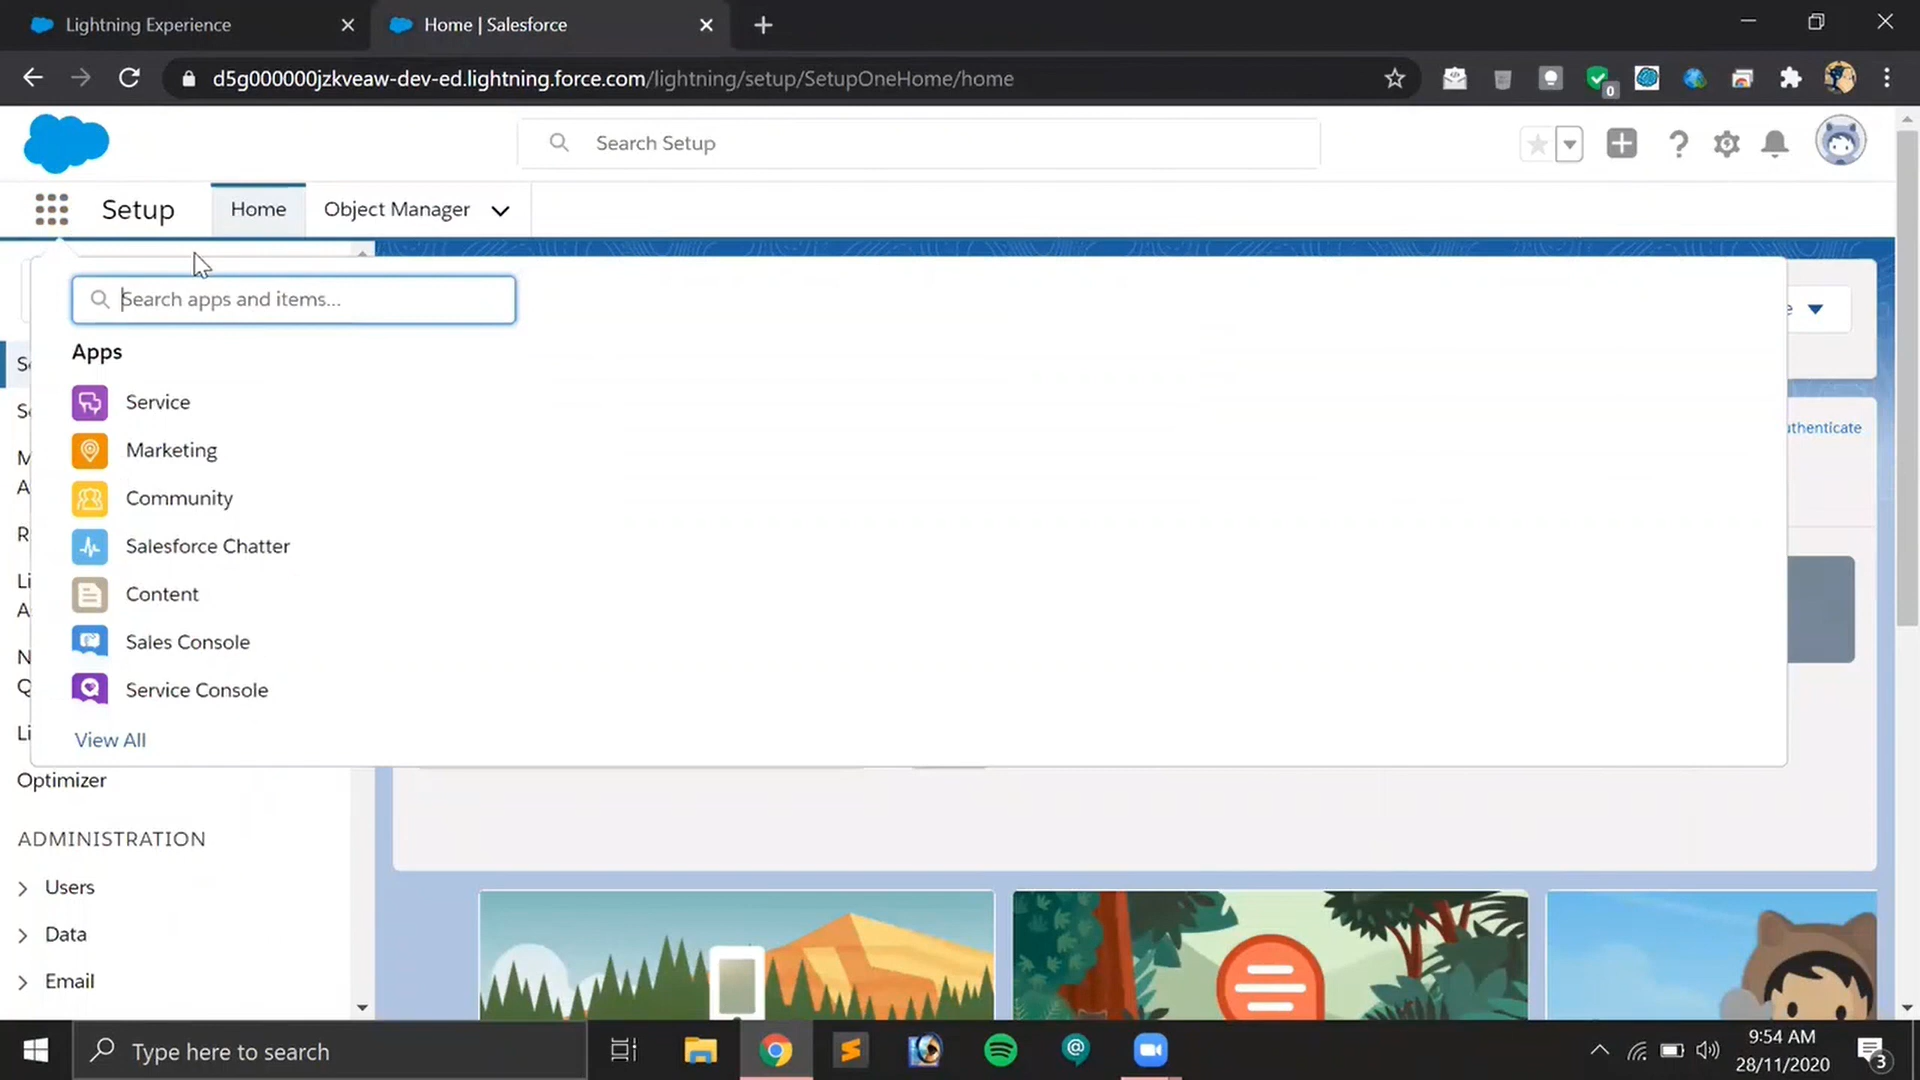 Lightning Experience
Home | Salesforce
d5g000000jzkveaw-dev-ed.lightning.force.com/lightning/setup/SetupOneHome/home
0
Search Setup
Setup
Home
Object Manager
Search apps and items...
Apps
Service
Marketing
Community
Salesforce Chatter
Content
Sales Console
Service Console
View All
Optimizer
ADMINISTRATION
Users
Data
Email
Type here to search
9:54 AM
28/11/2020
3